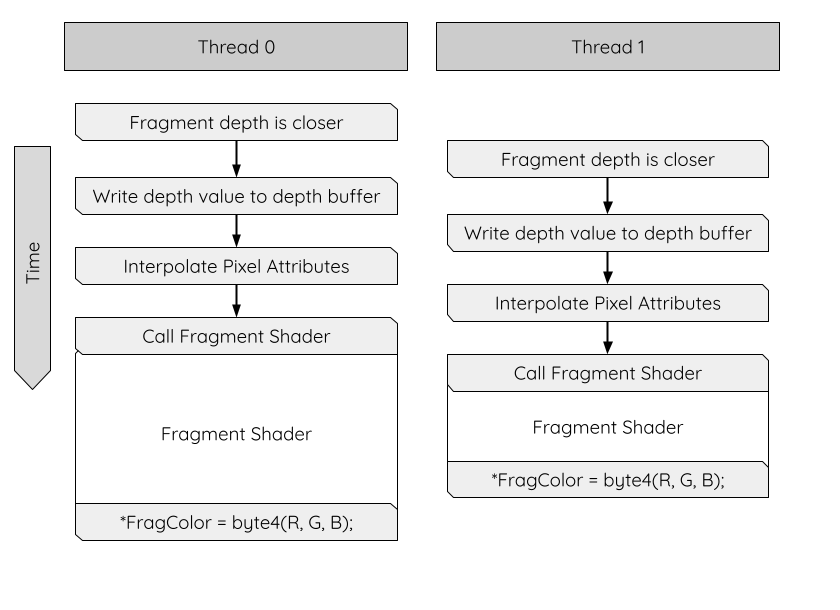 Thread 0
Thread 1
Time
Fragment depth is closer
Write depth value to depth buffer
Interpolate Pixel Attributes
Call Fragment Shader
Fragment Shader
*FragColor = byte4(R, G, B);
Fragment depth is closer
Write depth value to depth buffer
Interpolate Pixel Attributes
Call Fragment Shader
Fragment Shader
*FragColor = byte4(R, G, B);